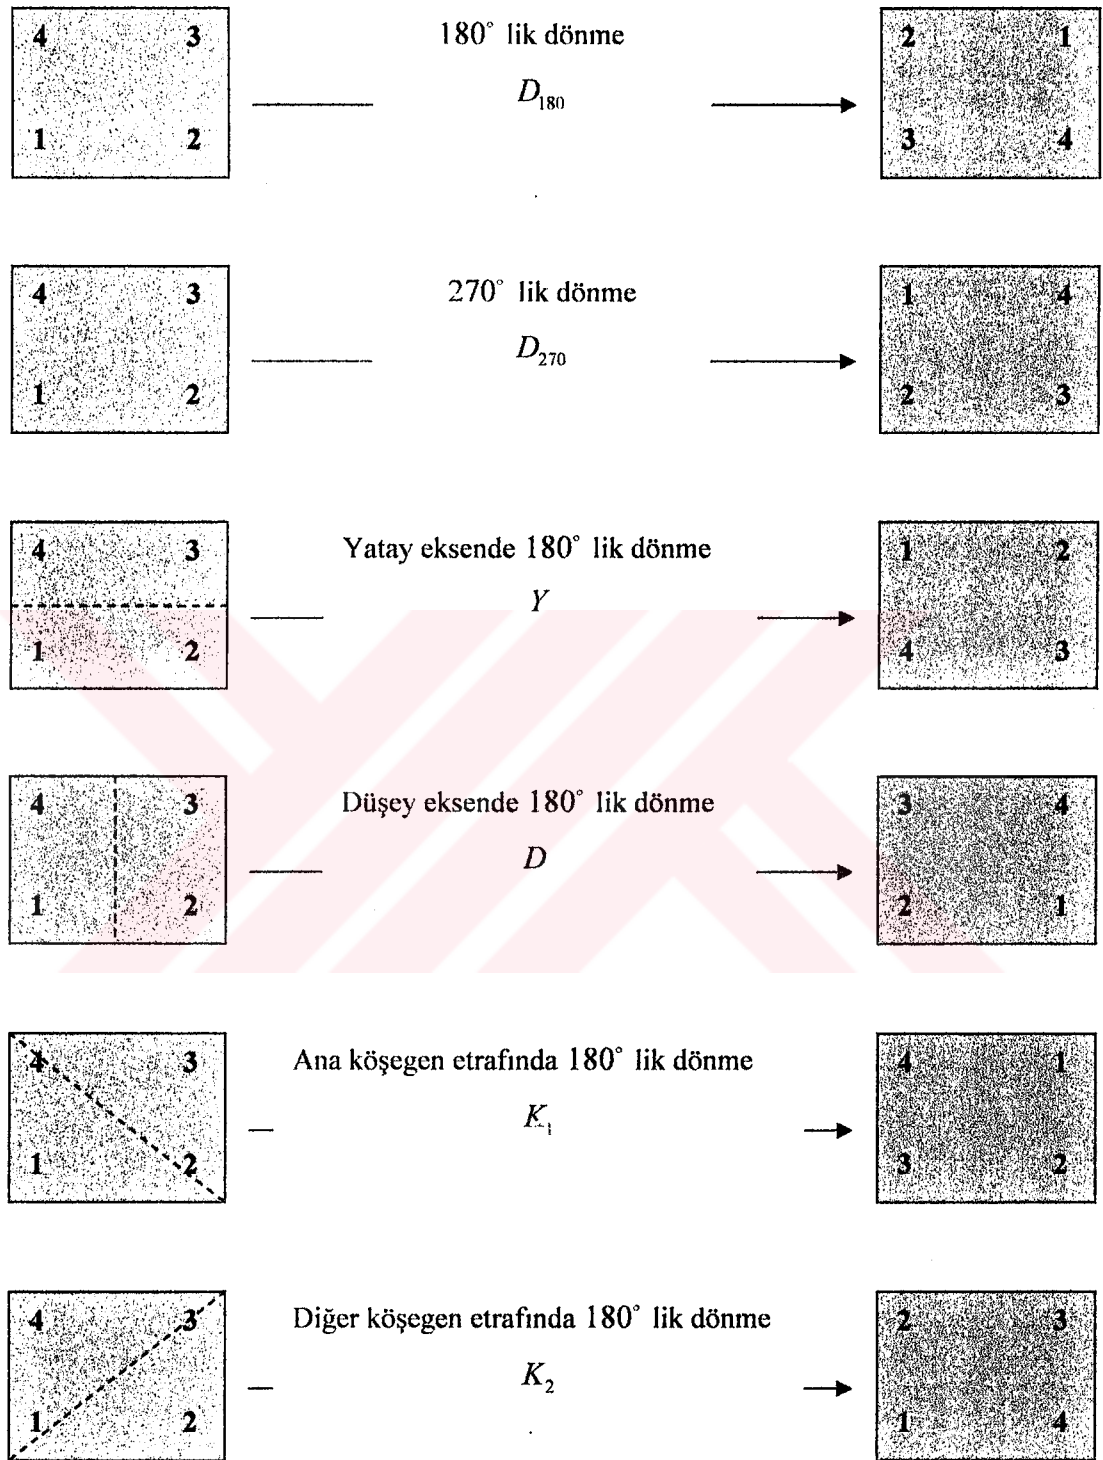 4 3 180° lik dönme 2 1
D₁₈₀
1 2 3 4
4 3 270° lik dönme 1 4
D₂₇₀
1 2 2 3
4 3 Yatay eksende 180° lik dönme 1 2
Y
1 2 4 3
4 3 Düşey eksende 180° lik dönme 3 4
D
1 2 2 1
4 3 Ana köşegen etrafında 180° lik dönme 4 1
K₁
1 2 3 2
4 3 Diğer köşegen etrafında 180° lik dönme 2 3
K₂
1 2 1 4